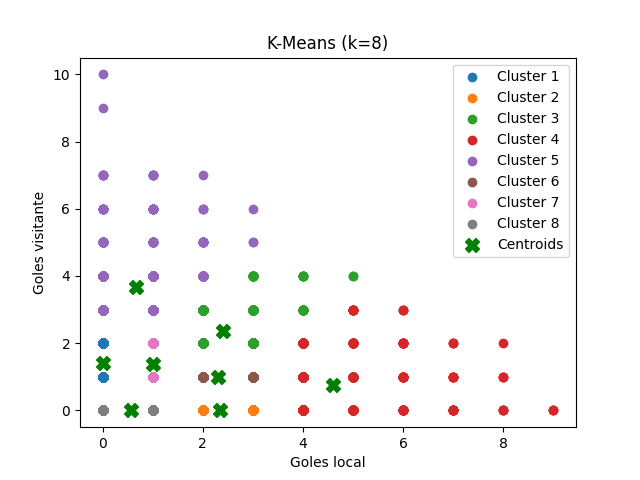 K-Means (k=8)
10
8
6
4
2
0
Goles visitante
Cluster 1
Cluster 2
Cluster 3
Cluster 4
Cluster 5
Cluster 6
Cluster 7
Cluster 8
Centroids
0 2 4 6 8
Goles local